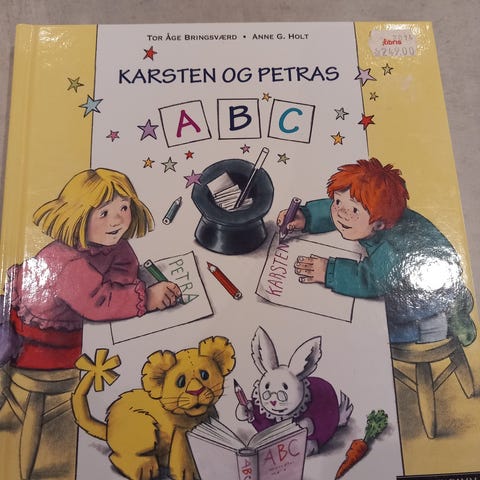 TOR ÅGE BRINGSVÆRD • ANNE G. HOLT
KARSTEN OG PETRAS
A B C
PETRA
KARSTEN
ABC